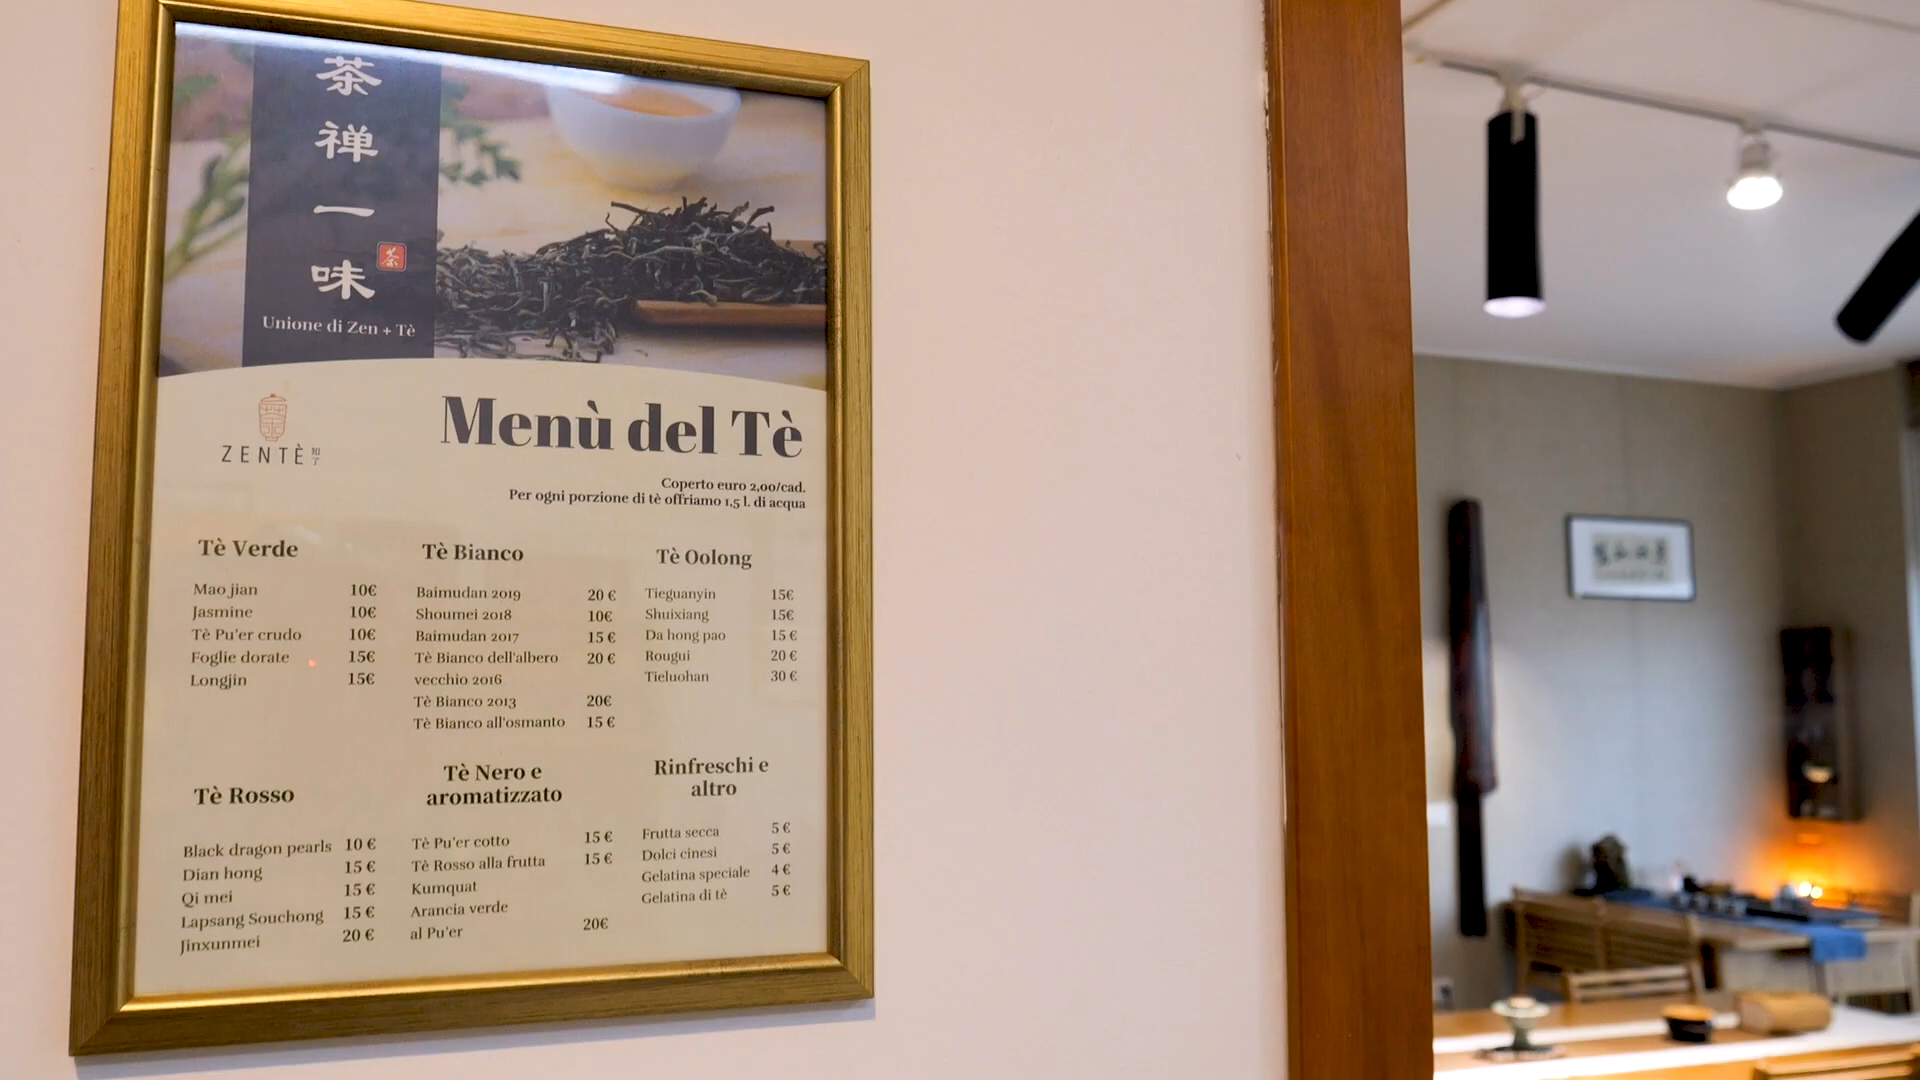 茶
禅
一
味
茶
Unione di Zen + Tè
ZENTÈ 知了
Menù del Tè
Coperto euro 2,00/cad.
Per ogni porzione di tè offriamo 1,5 l. di acqua
Tè Verde
Mao jian 10€
Jasmine 10€
Tè Pu'er crudo 10€
Foglie dorate 15€
Longjin 15€
Tè Bianco
Baimudan 2019 20 €
Shoumei 2018 10€
Baimudan 2017 15 €
Tè Bianco dell'albero 20 €
vecchio 2016
Tè Bianco 2013 20€
Tè Bianco all'osmanto 15 €
Tè Oolong
Tieguanyin 15€
Shuixiang 15€
Da hong pao 15 €
Rougui 20 €
Tieluohan 30 €
Tè Rosso
Black dragon pearls 10 €
Dian hong 15 €
Qi mei 15 €
Lapsang Souchong 15 €
Jinxunmei 20 €
Tè Nero e
aromatizzato
Tè Pu'er cotto 15 €
Tè Rosso alla frutta 15 €
Kumquat
Arancia verde
al Pu'er 20€
Rinfreschi e
altro
Frutta secca 5 €
Dolci cinesi 5 €
Gelatina speciale 4 €
Gelatina di tè 5 €